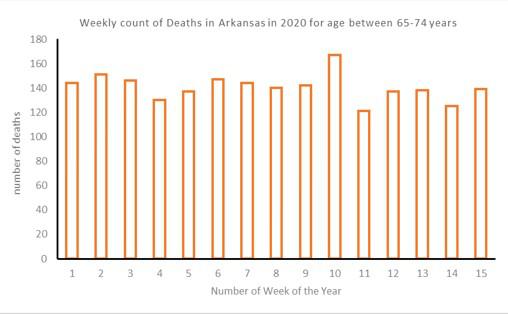 Weekly count of Deaths in Arkansas in 2020 for age between 65-74 years
180
160
140
120
100
80
60
40
20
0
number of deaths
1 2 3 4 5 6 7 8 9 10 11 12 13 14 15
Number of Week of the Year